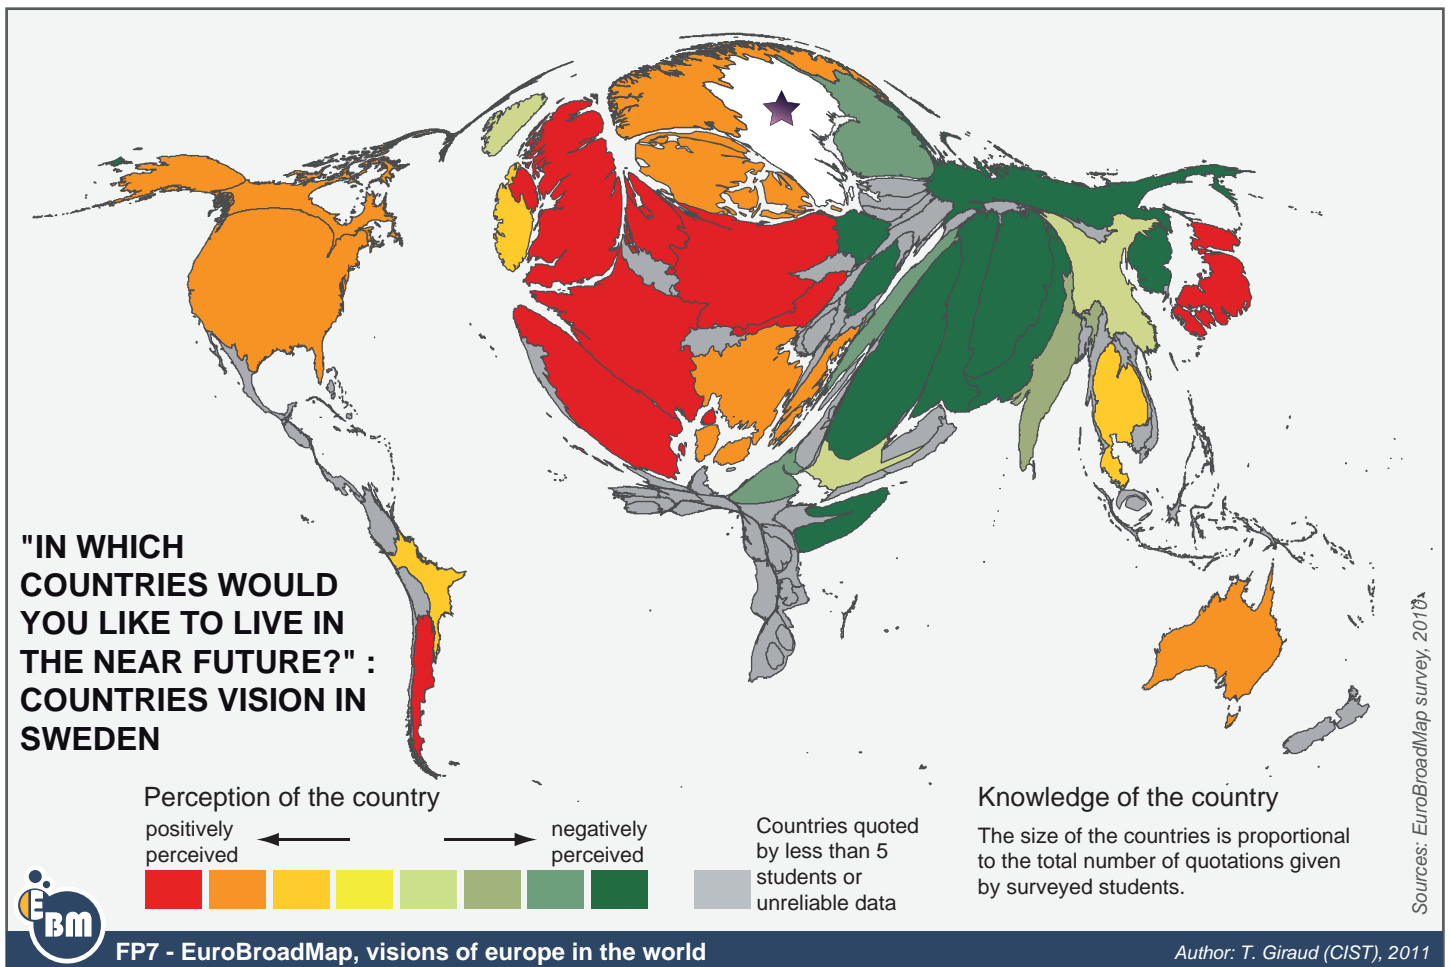 "IN WHICH
COUNTRIES WOULD
YOU LIKE TO LIVE IN
THE NEAR FUTURE?" :
COUNTRIES VISION IN
SWEDEN
Perception of the country
positively
perceived
negatively
perceived
Countries quoted
by less than 5
students or
unreliable data
Knowledge of the country
The size of the countries is proportional
to the total number of quotations given
by surveyed students.
Sources: EuroBroadMap survey, 2010.
EBM
FP7 - EuroBroadMap, visions of europe in the world
Author: T. Giraud (CIST), 2011